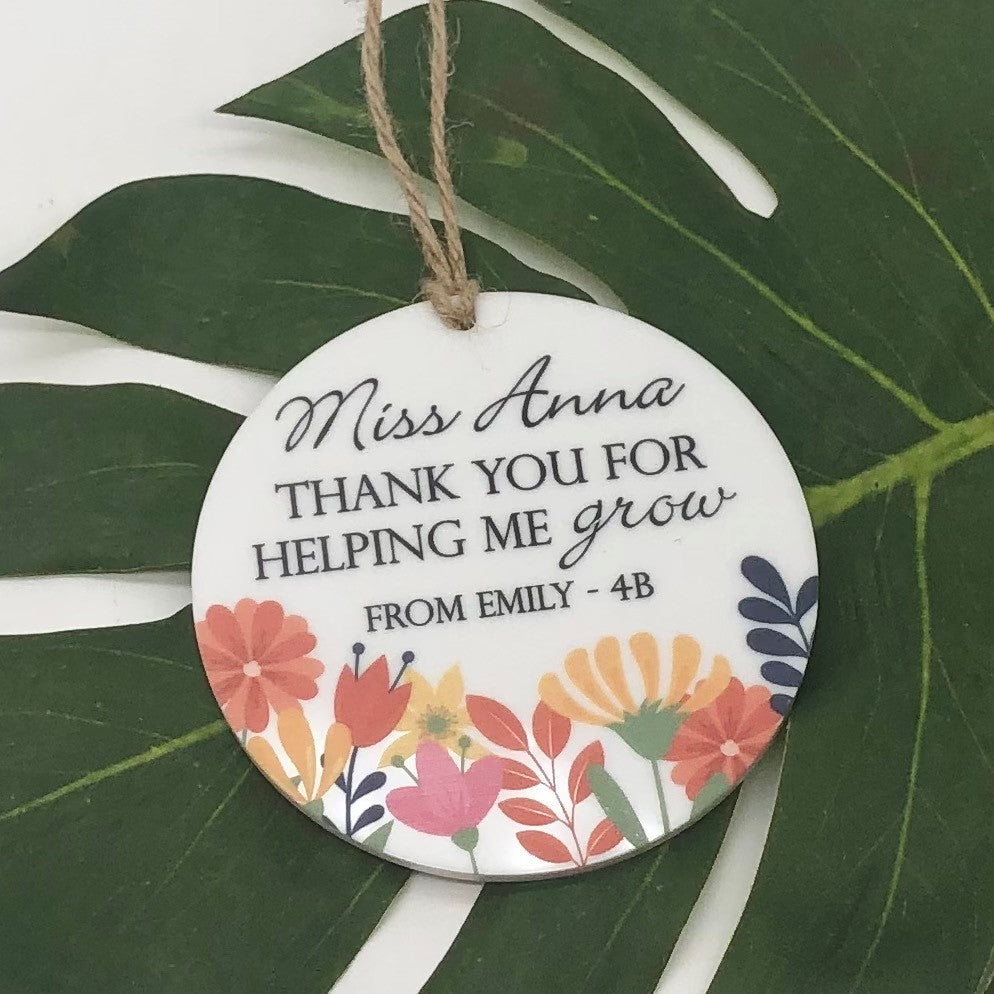 Miss Anna
THANK YOU FOR
HELPING ME grow
FROM EMILY - 4B